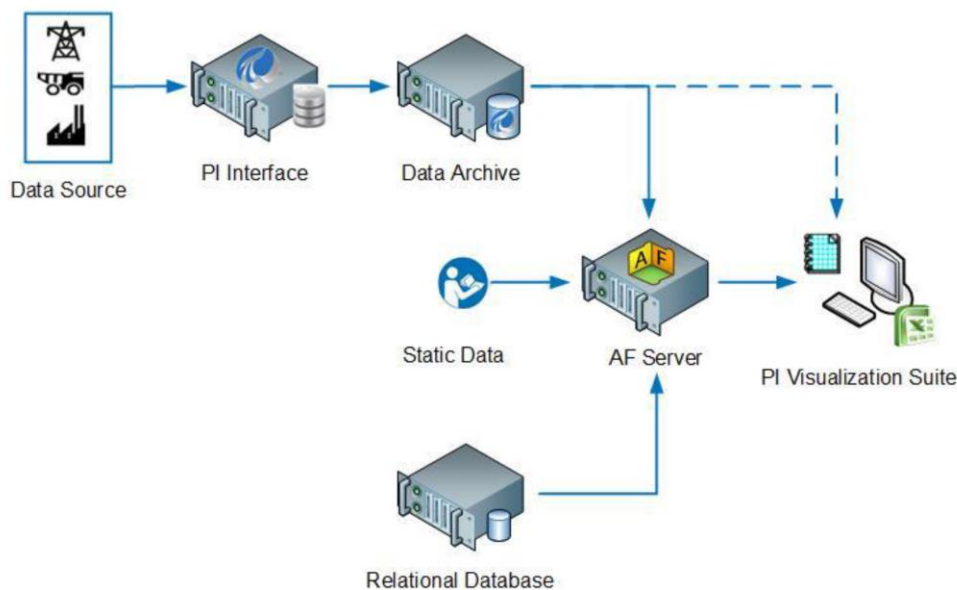 Data Source
PI Interface
Data Archive
A F
Static Data
AF Server
PI Visualization Suite
Relational Database